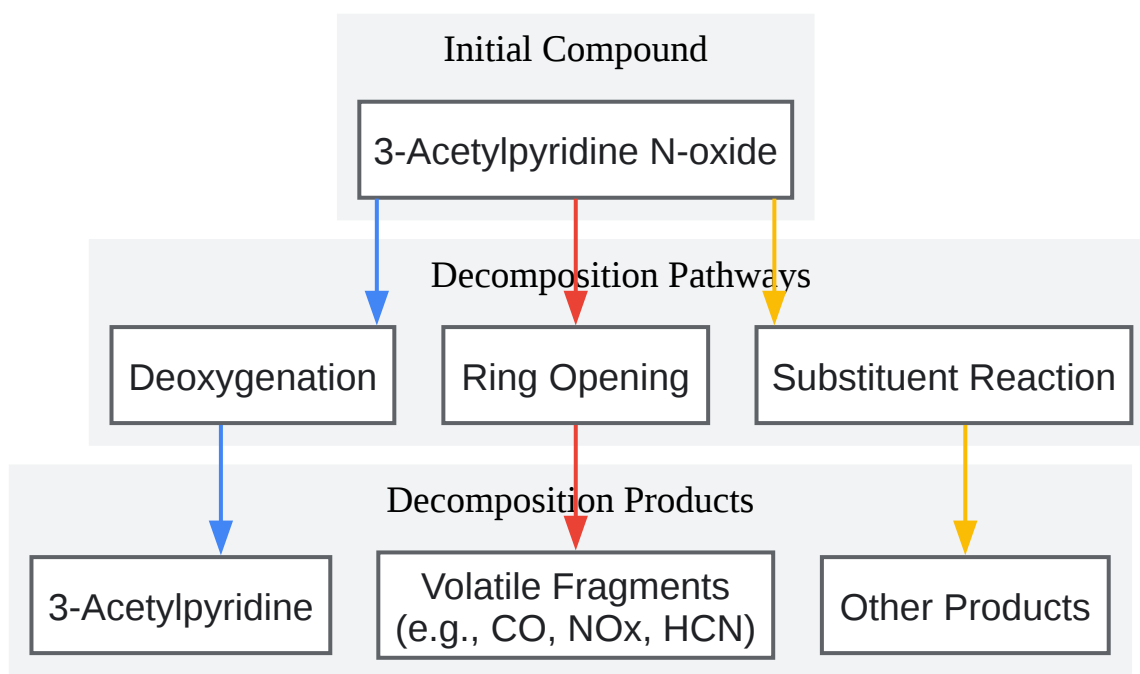 Initial Compound
3-Acetylpyridine N-oxide
Decomposition Pathways
Deoxygenation
Ring Opening
Substituent Reaction
Decomposition Products
3-Acetylpyridine
Volatile Fragments
(e.g., CO, NOx, HCN)
Other Products